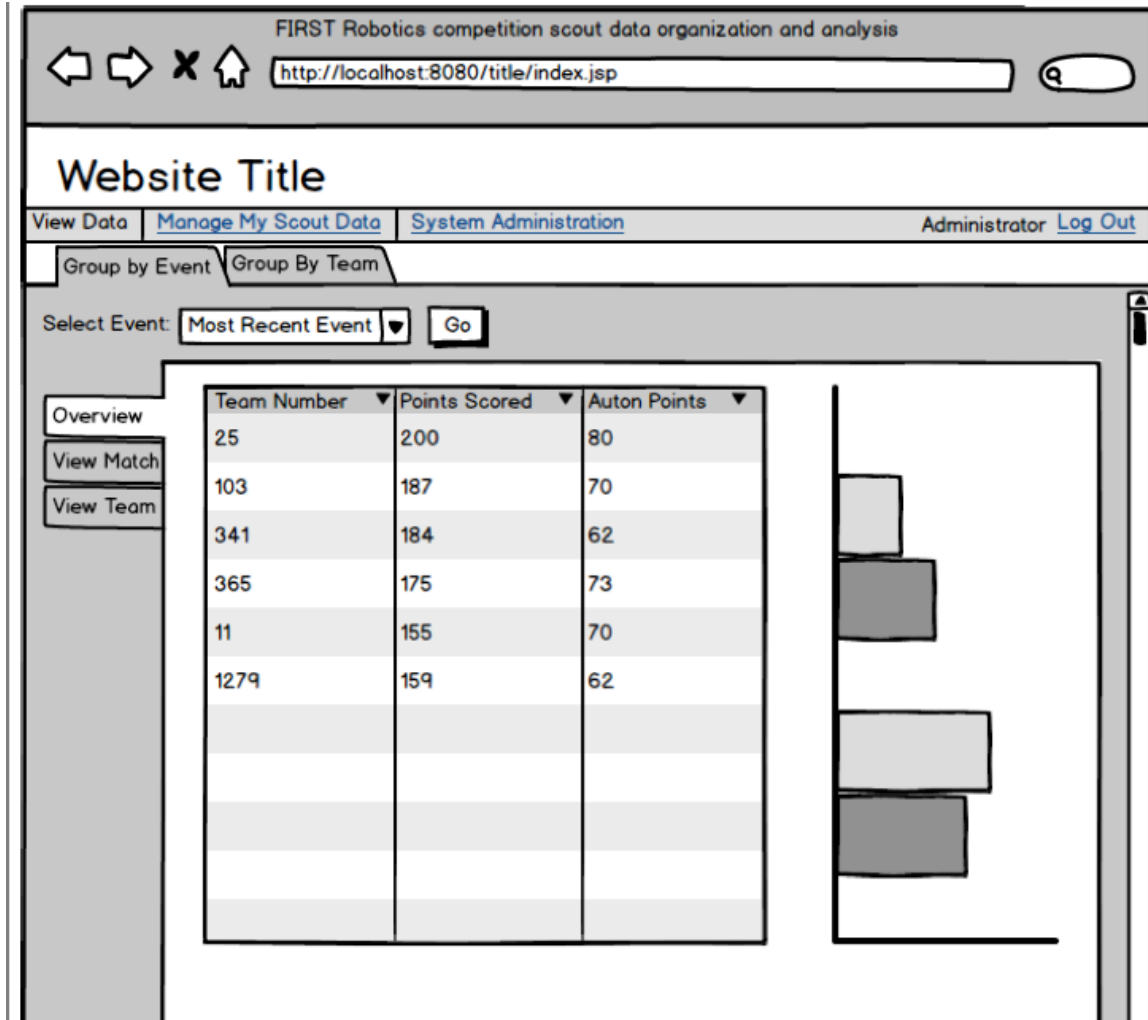 FIRST Robotics competition scout data organization and analysis
http://localhost:8080/title/index.jsp
Website Title
View Data Manage My Scout Data System Administration Administrator Log Out
Group by Event Group By Team
Select Event: Most Recent Event Go
Overview
View Match
View Team
Team Number Points Scored Auton Points
25 200 80
103 187 70
341 184 62
365 175 73
11 155 70
1279 159 62